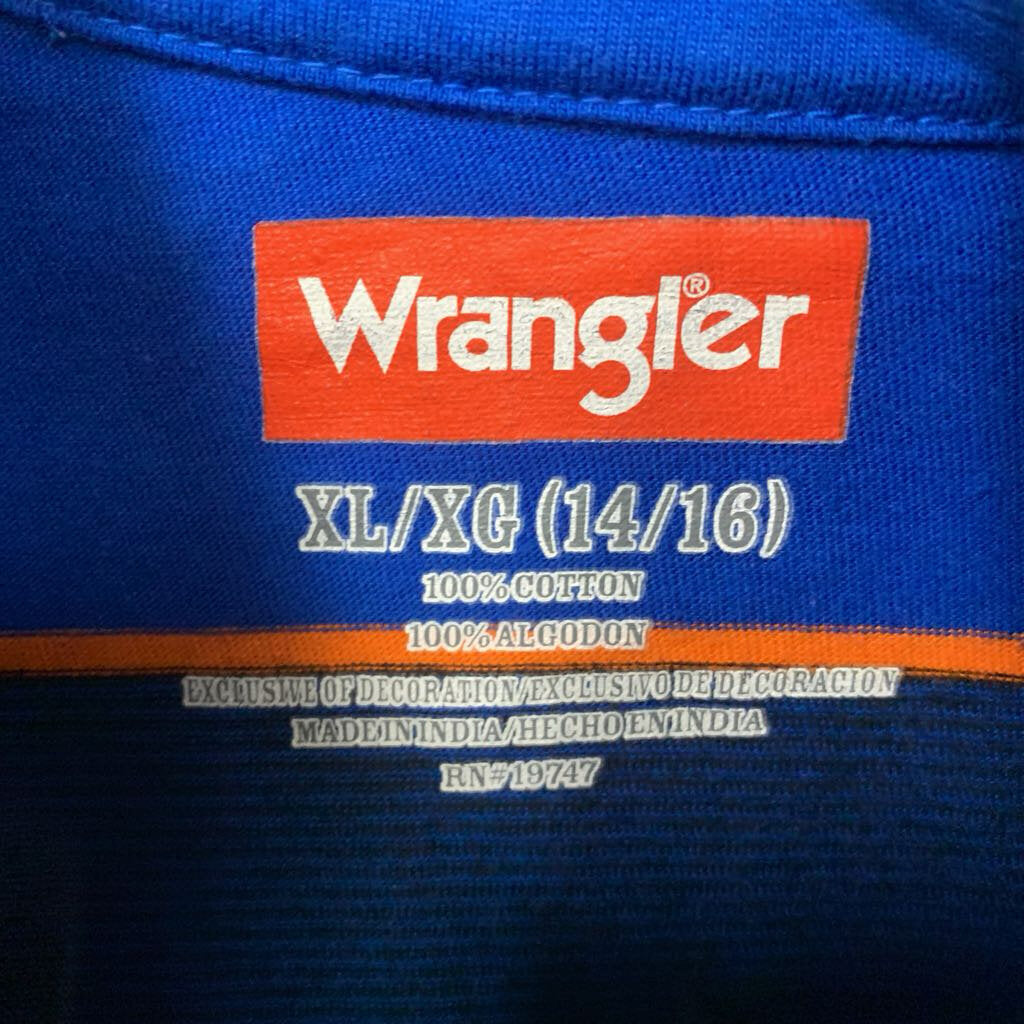 Wrangler®
XL/XG (14/16)
100% COTTON
100% ALGODON
EXCLUSIVE OF DECORATION/EXCLUSIVO DE DECORACION
MADE IN INDIA/HECHO EN INDIA
RN# 19747